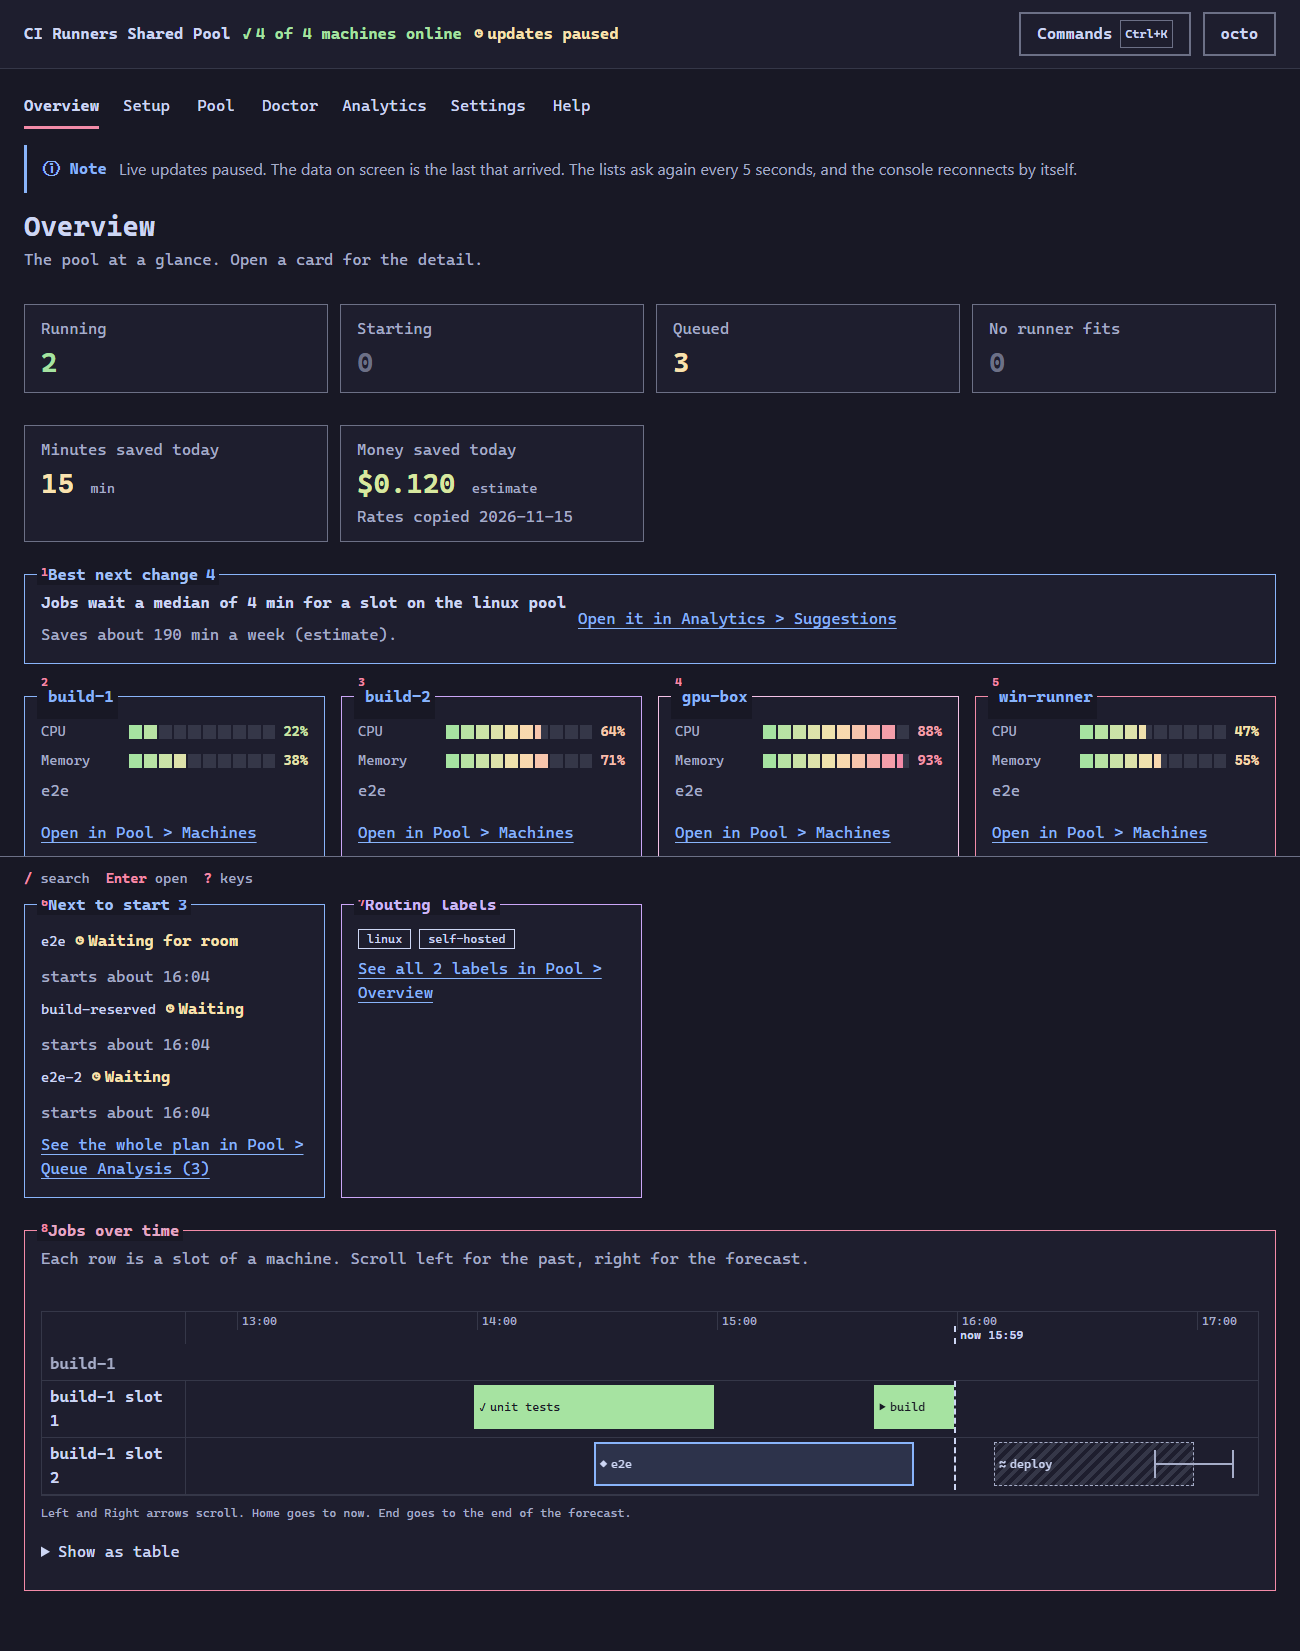 CI Runners Shared Pool ✓ 4 of 4 machines online updates paused
Commands Ctrl+K
octo
Overview Setup Pool Doctor Analytics Settings Help
Note Live updates paused. The data on screen is the last that arrived. The lists ask again every 5 seconds, and the console reconnects by itself.
Overview
The pool at a glance. Open a card for the detail.
Running
2
Starting
0
Queued
3
No runner fits
0
Minutes saved today
15 min
Money saved today
$0.120 estimate
Rates copied 2026-11-15
1 Best next change 4
Jobs wait a median of 4 min for a slot on the linux pool
Saves about 190 min a week (estimate).
Open it in Analytics > Suggestions
2 build-1
CPU 22%
Memory 38%
e2e
Open in Pool > Machines
3 build-2
CPU 64%
Memory 71%
e2e
Open in Pool > Machines
4 gpu-box
CPU 88%
Memory 93%
e2e
Open in Pool > Machines
5 win-runner
CPU 47%
Memory 55%
e2e
Open in Pool > Machines
/ search Enter open ? keys
6 Next to start 3
e2e Waiting for room
starts about 16:04
build-reserved Waiting
starts about 16:04
e2e-2 Waiting
starts about 16:04
See the whole plan in Pool >
Queue Analysis (3)
7 Routing labels
linux self-hosted
See all 2 labels in Pool >
Overview
8 Jobs over time
Each row is a slot of a machine. Scroll left for the past, right for the forecast.
13:00 14:00 15:00 16:00 17:00
now 15:59
build-1
build-1 slot
1
✓ unit tests
▶ build
build-1 slot
2
◆ e2e
≈ deploy
Left and Right arrows scroll. Home goes to now. End goes to the end of the forecast.
▶ Show as table